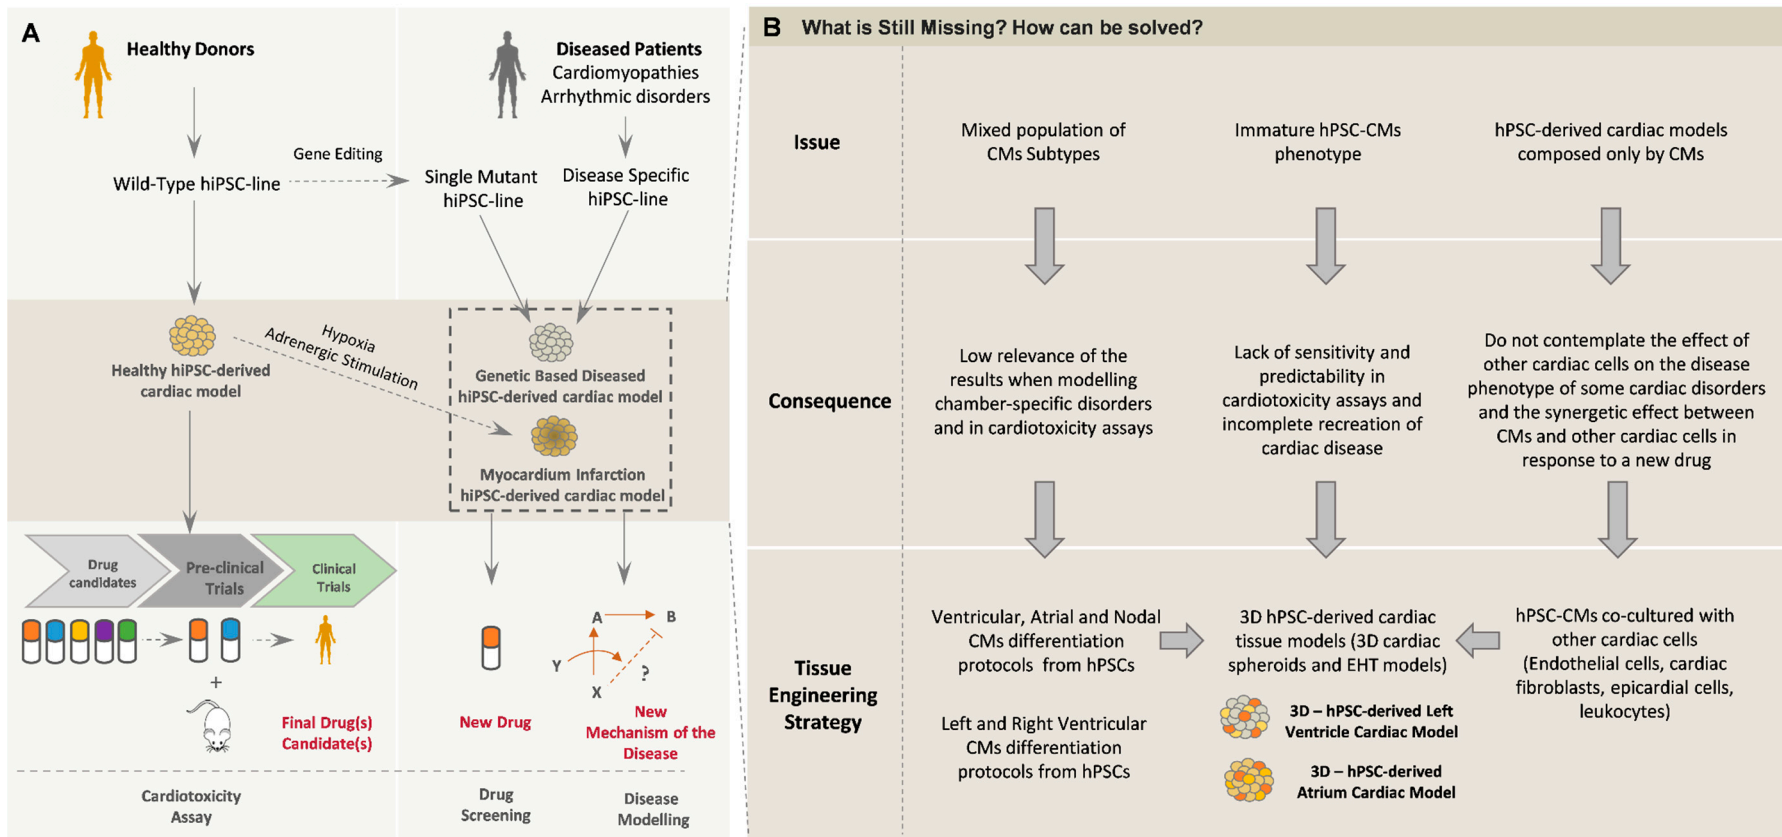 A
Healthy Donors
Diseased Patients
Cardiomyopathies
Arrhythmic disorders
Gene Editing
Wild-Type hiPSC-line
Single Mutant
hiPSC-line
Disease Specific
hiPSC-line
Hypoxia
Adrenergic Stimulation
Healthy hiPSC-derived
cardiac model
Genetic Based Diseased
hiPSC-derived cardiac model
Myocardium Infarction
hiPSC-derived cardiac model
Drug
candidates
Pre-clinical
Trials
Clinical
Trials
+
Final Drug(s)
Candidate(s)
New Drug
A
B
Y
X
?
New
Mechanism of the
Disease
Cardiotoxicity
Assay
Drug
Screening
Disease
Modelling
B
What is Still Missing? How can be solved?
Issue
Mixed population of
CMs Subtypes
Immature hPSC-CMs
phenotype
hPSC-derived cardiac models
composed only by CMs
Consequence
Low relevance of the
results when modelling
chamber-specific disorders
and in cardiotoxicity assays
Lack of sensitivity and
predictability in
cardiotoxicity assays and
incomplete recreation of
cardiac disease
Do not contemplate the effect of
other cardiac cells on the disease
phenotype of some cardiac disorders
and the synergetic effect between
CMs and other cardiac cells in
response to a new drug
Tissue
Engineering
Strategy
Ventricular, Atrial and Nodal
CMs differentiation
protocols from hPSCs
Left and Right Ventricular
CMs differentiation
protocols from hPSCs
3D hPSC-derived cardiac
tissue models (3D cardiac
spheroids and EHT models)
3D – hPSC-derived Left
Ventricle Cardiac Model
3D – hPSC-derived
Atrium Cardiac Model
hPSC-CMs co-cultured with
other cardiac cells
(Endothelial cells, cardiac
fibroblasts, epicardial cells,
leukocytes)